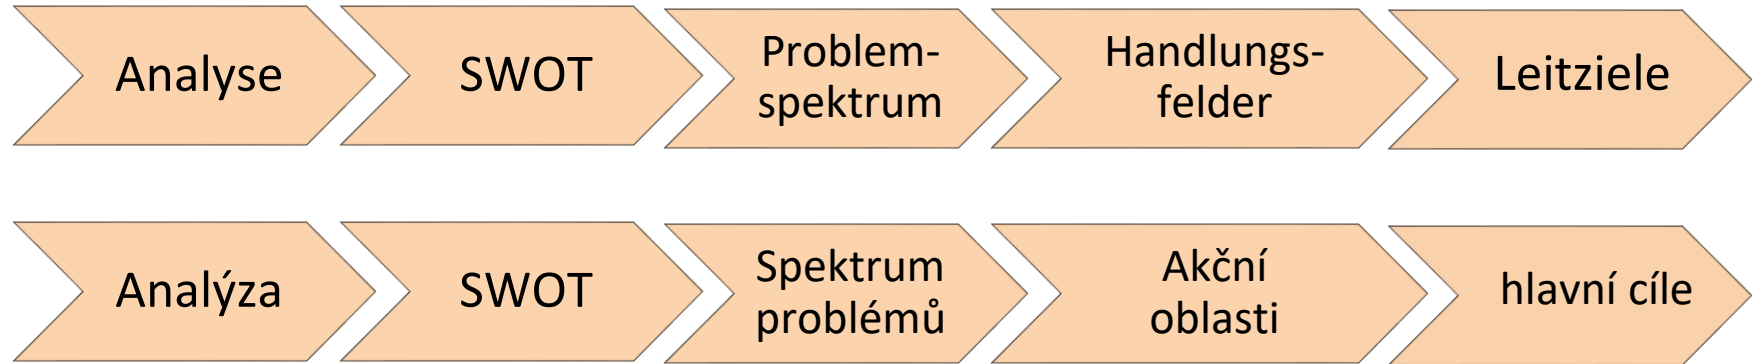 Analyse
SWOT
Problem-
spektrum
Handlungs-
felder
Leitziele
Analýza
SWOT
Spektrum
problémů
Akční
oblasti
hlavní cíle